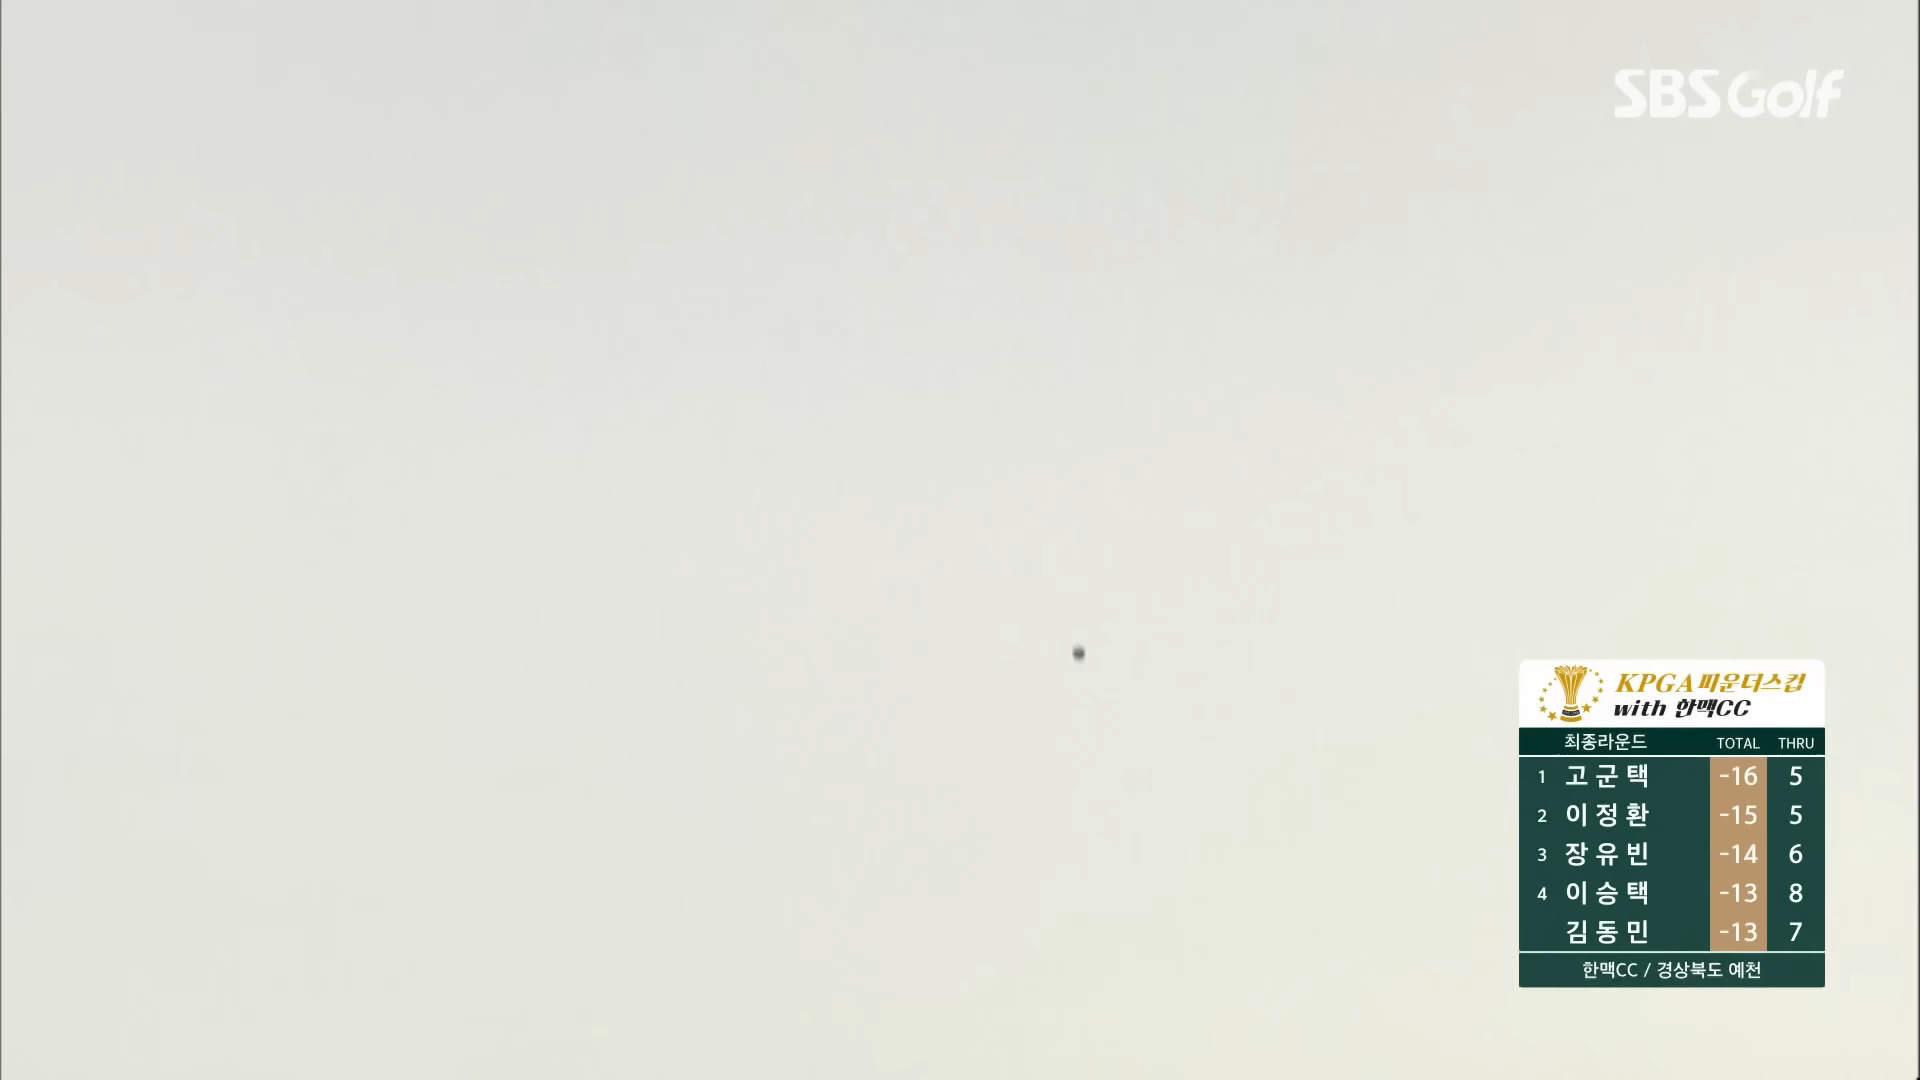 SBS Golf
KPGA 파운더스컵
with 한맥CC
최종라운드 TOTAL THRU
1 고군택 -16 5
2 이정환 -15 5
3 장유빈 -14 6
4 이승택 -13 8
김동민 -13 7
한맥CC / 경상북도 예천